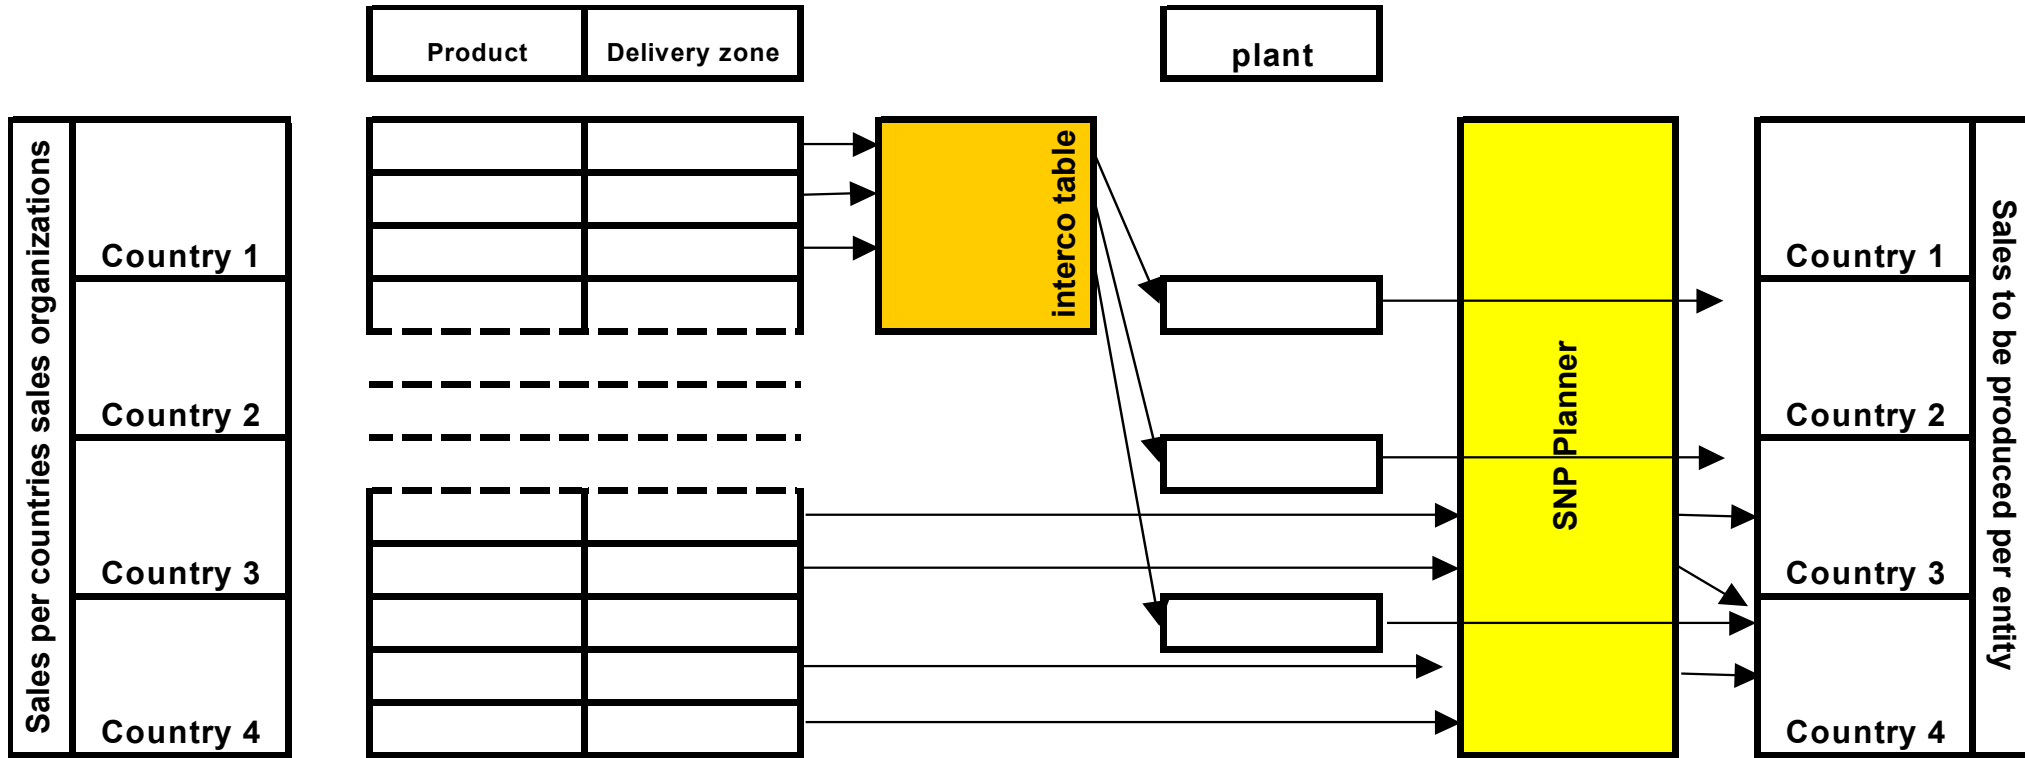 Product
Delivery zone
plant
Sales per countries sales organizations
Country 1
Country 2
Country 3
Country 4
interco table
SNP Planner
Country 1
Country 2
Country 3
Country 4
Sales to be produced per entity